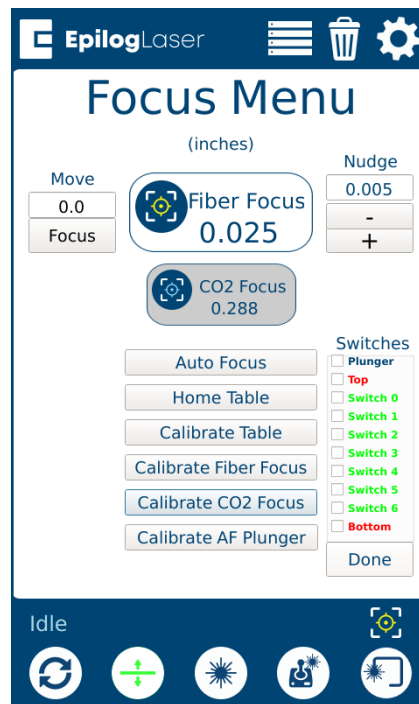 EpilogLaser
Focus Menu
(inches)
Move
0.0
Focus
Fiber Focus
0.025
Nudge
0.005
-
+
CO2 Focus
0.288
Auto Focus
Home Table
Calibrate Table
Calibrate Fiber Focus
Calibrate CO2 Focus
Calibrate AF Plunger
Switches
Plunger
Top
Switch 0
Switch 1
Switch 2
Switch 3
Switch 4
Switch 5
Switch 6
Bottom
Done
Idle